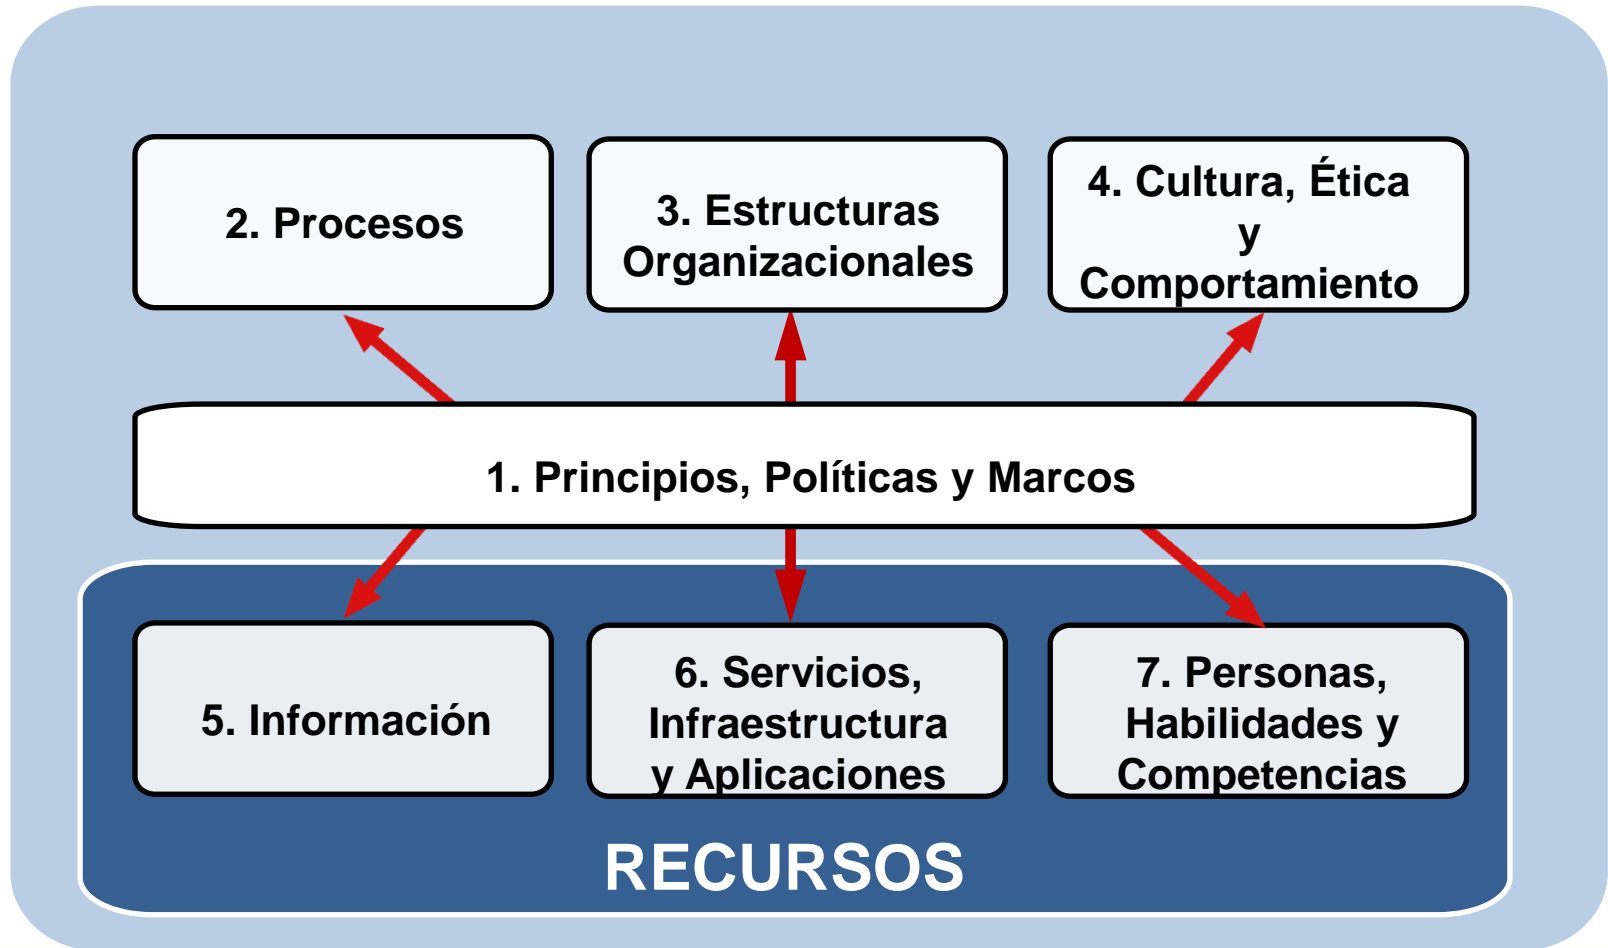 2. Procesos
3. Estructuras
Organizacionales
4. Cultura, Ética
y
Comportamiento
1. Principios, Políticas y Marcos
5. Información
6. Servicios,
Infraestructura
y Aplicaciones
7. Personas,
Habilidades y
Competencias
RECURSOS